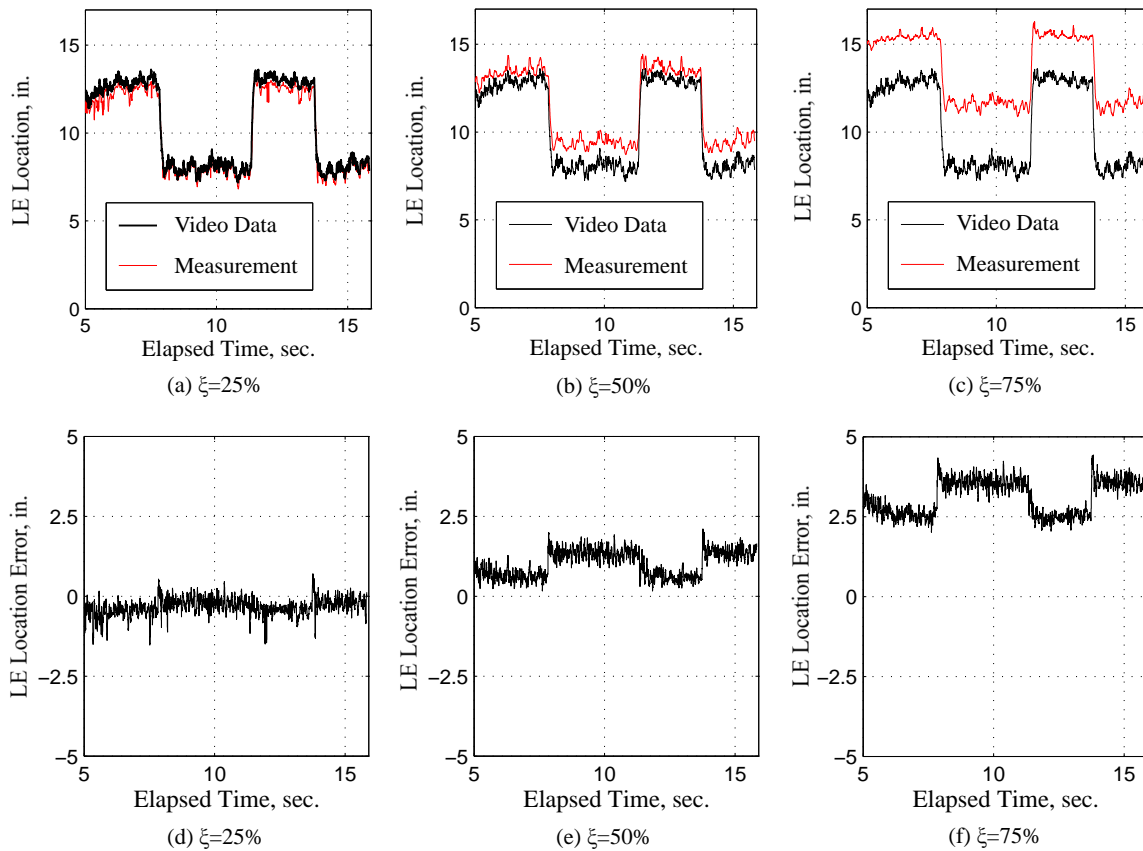 LE Location, in.
15
10
5
0
Video Data
Measurement
5
10
15
Elapsed Time, sec.
(a) ξ=25%
LE Location, in.
15
10
5
0
Video Data
Measurement
5
10
15
Elapsed Time, sec.
(b) ξ=50%
LE Location, in.
15
10
5
0
Video Data
Measurement
5
10
15
Elapsed Time, sec.
(c) ξ=75%
LE Location Error, in.
5
2.5
0
−2.5
−5
5
10
15
Elapsed Time, sec.
(d) ξ=25%
LE Location Error, in.
5
2.5
0
−2.5
−5
5
10
15
Elapsed Time, sec.
(e) ξ=50%
LE Location Error, in.
5
2.5
0
−2.5
−5
5
10
15
Elapsed Time, sec.
(f) ξ=75%